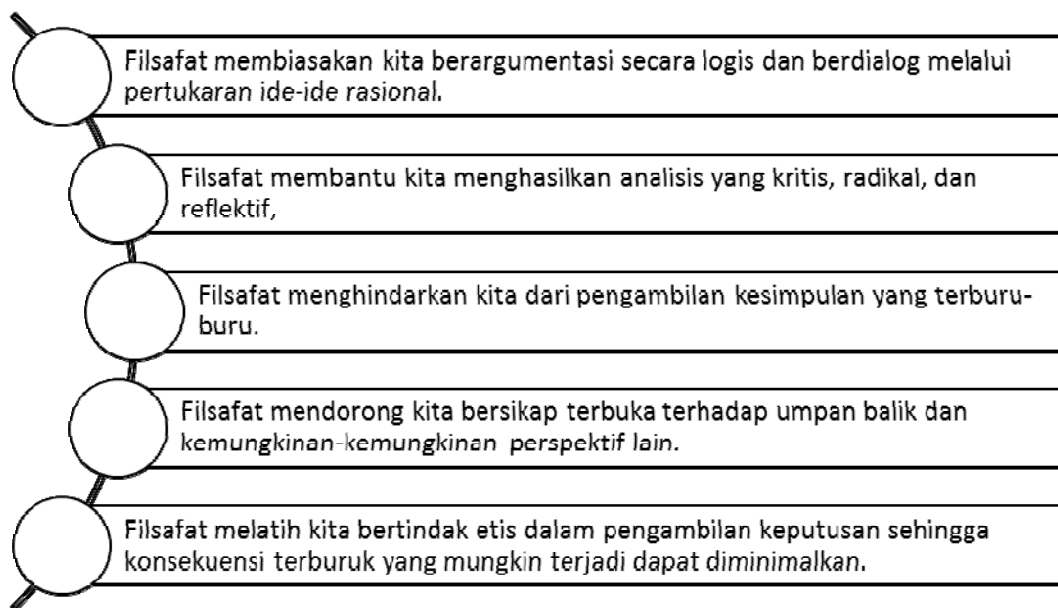 Filsafat membiasakan kita berargumentasi secara logis dan berdialog melalui
pertukaran ide-ide rasional.
Filsafat membantu kita menghasilkan analisis yang kritis, radikal, dan
reflektif,
Filsafat menghindarkan kita dari pengambilan kesimpulan yang terburu-
buru.
Filsafat mendorong kita bersikap terbuka terhadap umpan balik dan
kemungkinan-kemungkinan perspektif lain.
Filsafat melatih kita bertindak etis dalam pengambilan keputusan sehingga
konsekuensi terburuk yang mungkin terjadi dapat diminimalkan.